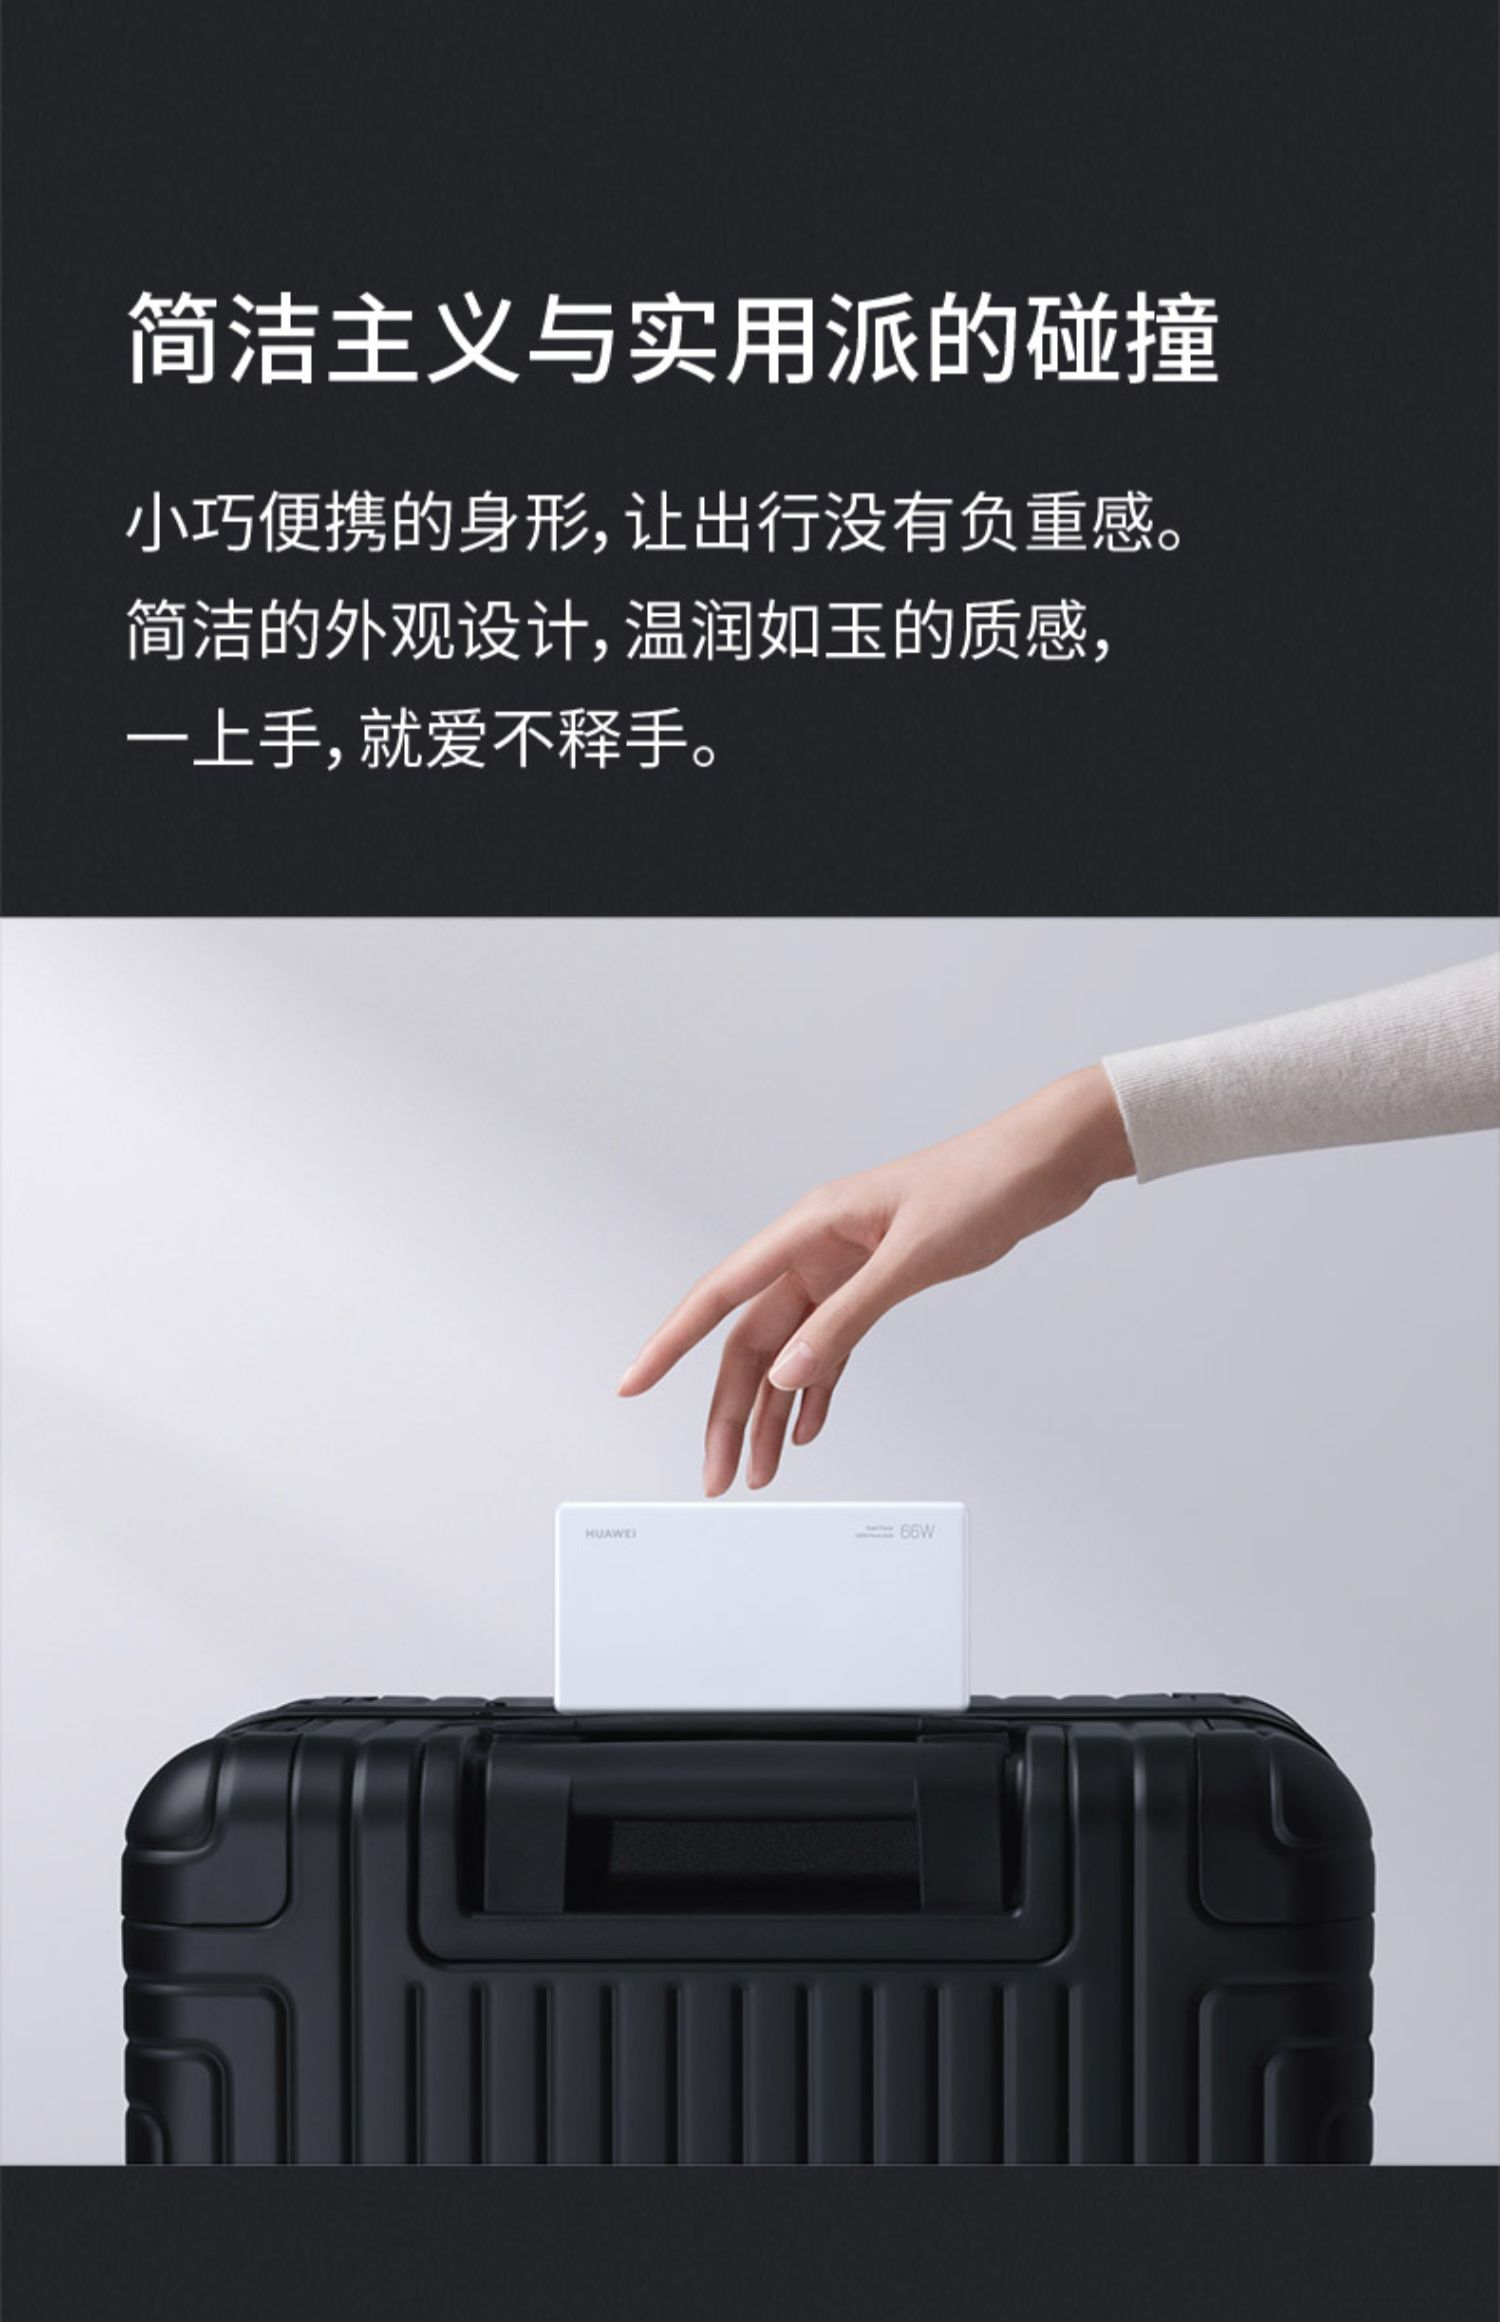 简洁主义与实用派的碰撞
小巧便携的身形，让出行没有负重感。
简洁的外观设计，温润如玉的质感，
一上手，就爱不释手。
HUAWEI
66W